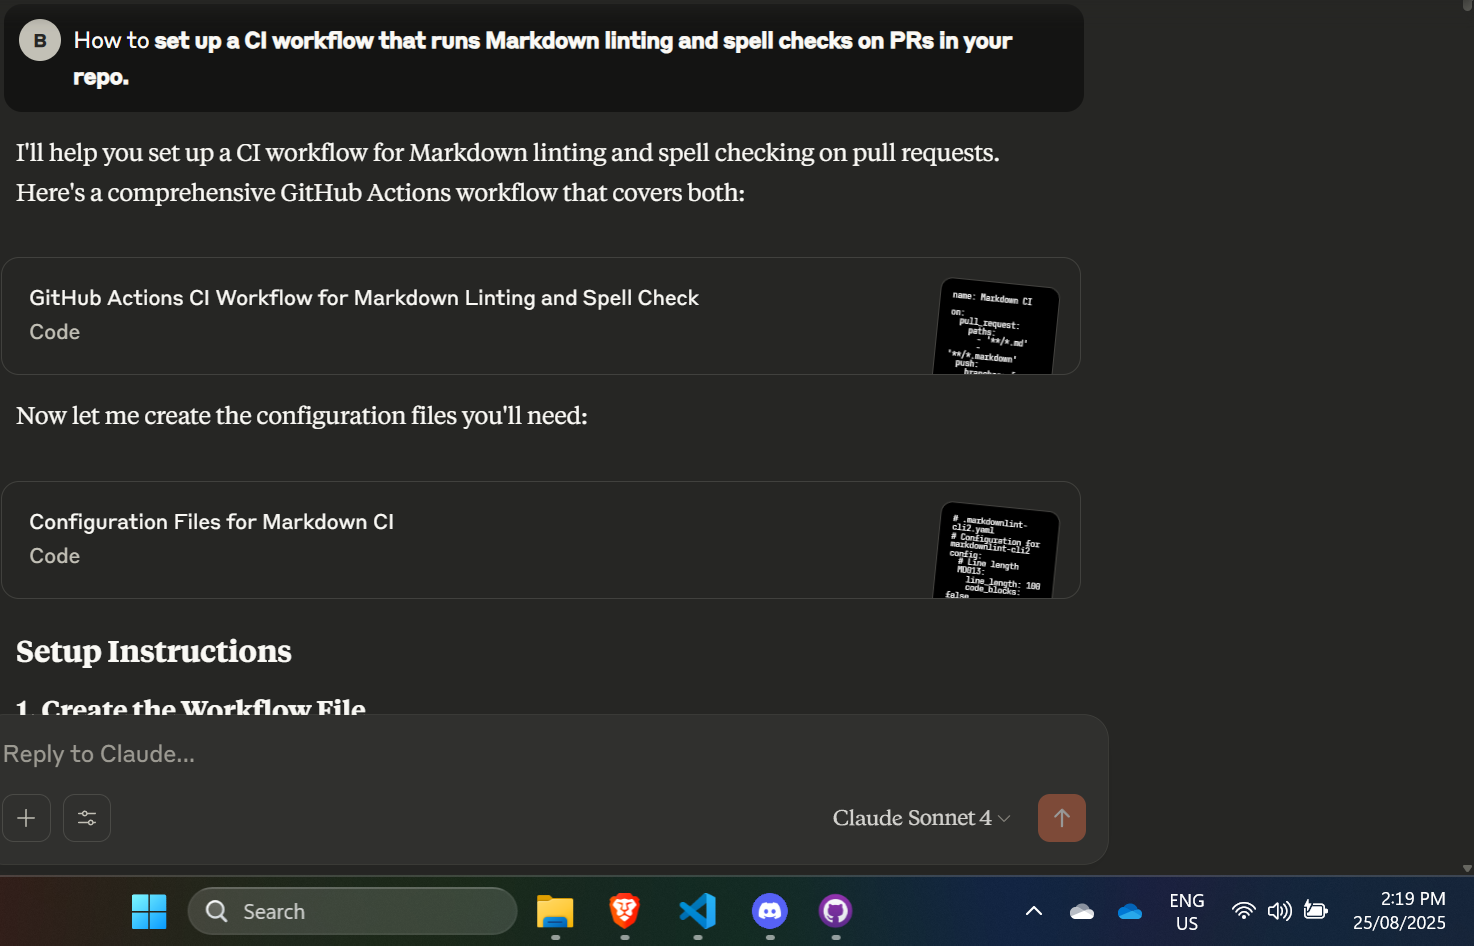 B
How to set up a CI workflow that runs Markdown linting and spell checks on PRs in your
repo.
I'll help you set up a CI workflow for Markdown linting and spell checking on pull requests.
Here's a comprehensive GitHub Actions workflow that covers both:
GitHub Actions CI Workflow for Markdown Linting and Spell Check
Code
name: Markdown CI
on:
pull_request:
paths:
- '**/*.md'
-
'**/*.markdown'
push:
Now let me create the configuration files you'll need:
Configuration Files for Markdown CI
Code
# .markdownlint-
cli2.yaml
# Configuration for
markdownlint-cli2
config:
# Line length
MD013:
line_length: 100
code_blocks:
false
Setup Instructions
1. Create the Workflow File
Reply to Claude...
Claude Sonnet 4
Search
ENG
US
2:19 PM
25/08/2025